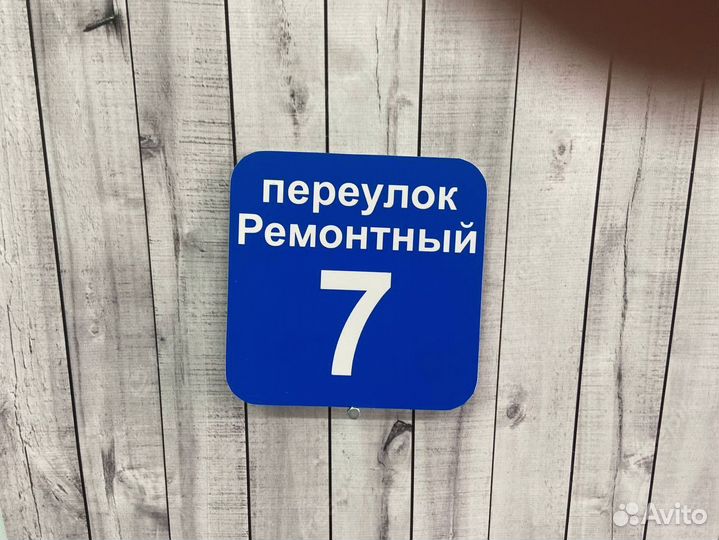 переулок
Ремонтный
7
Avito